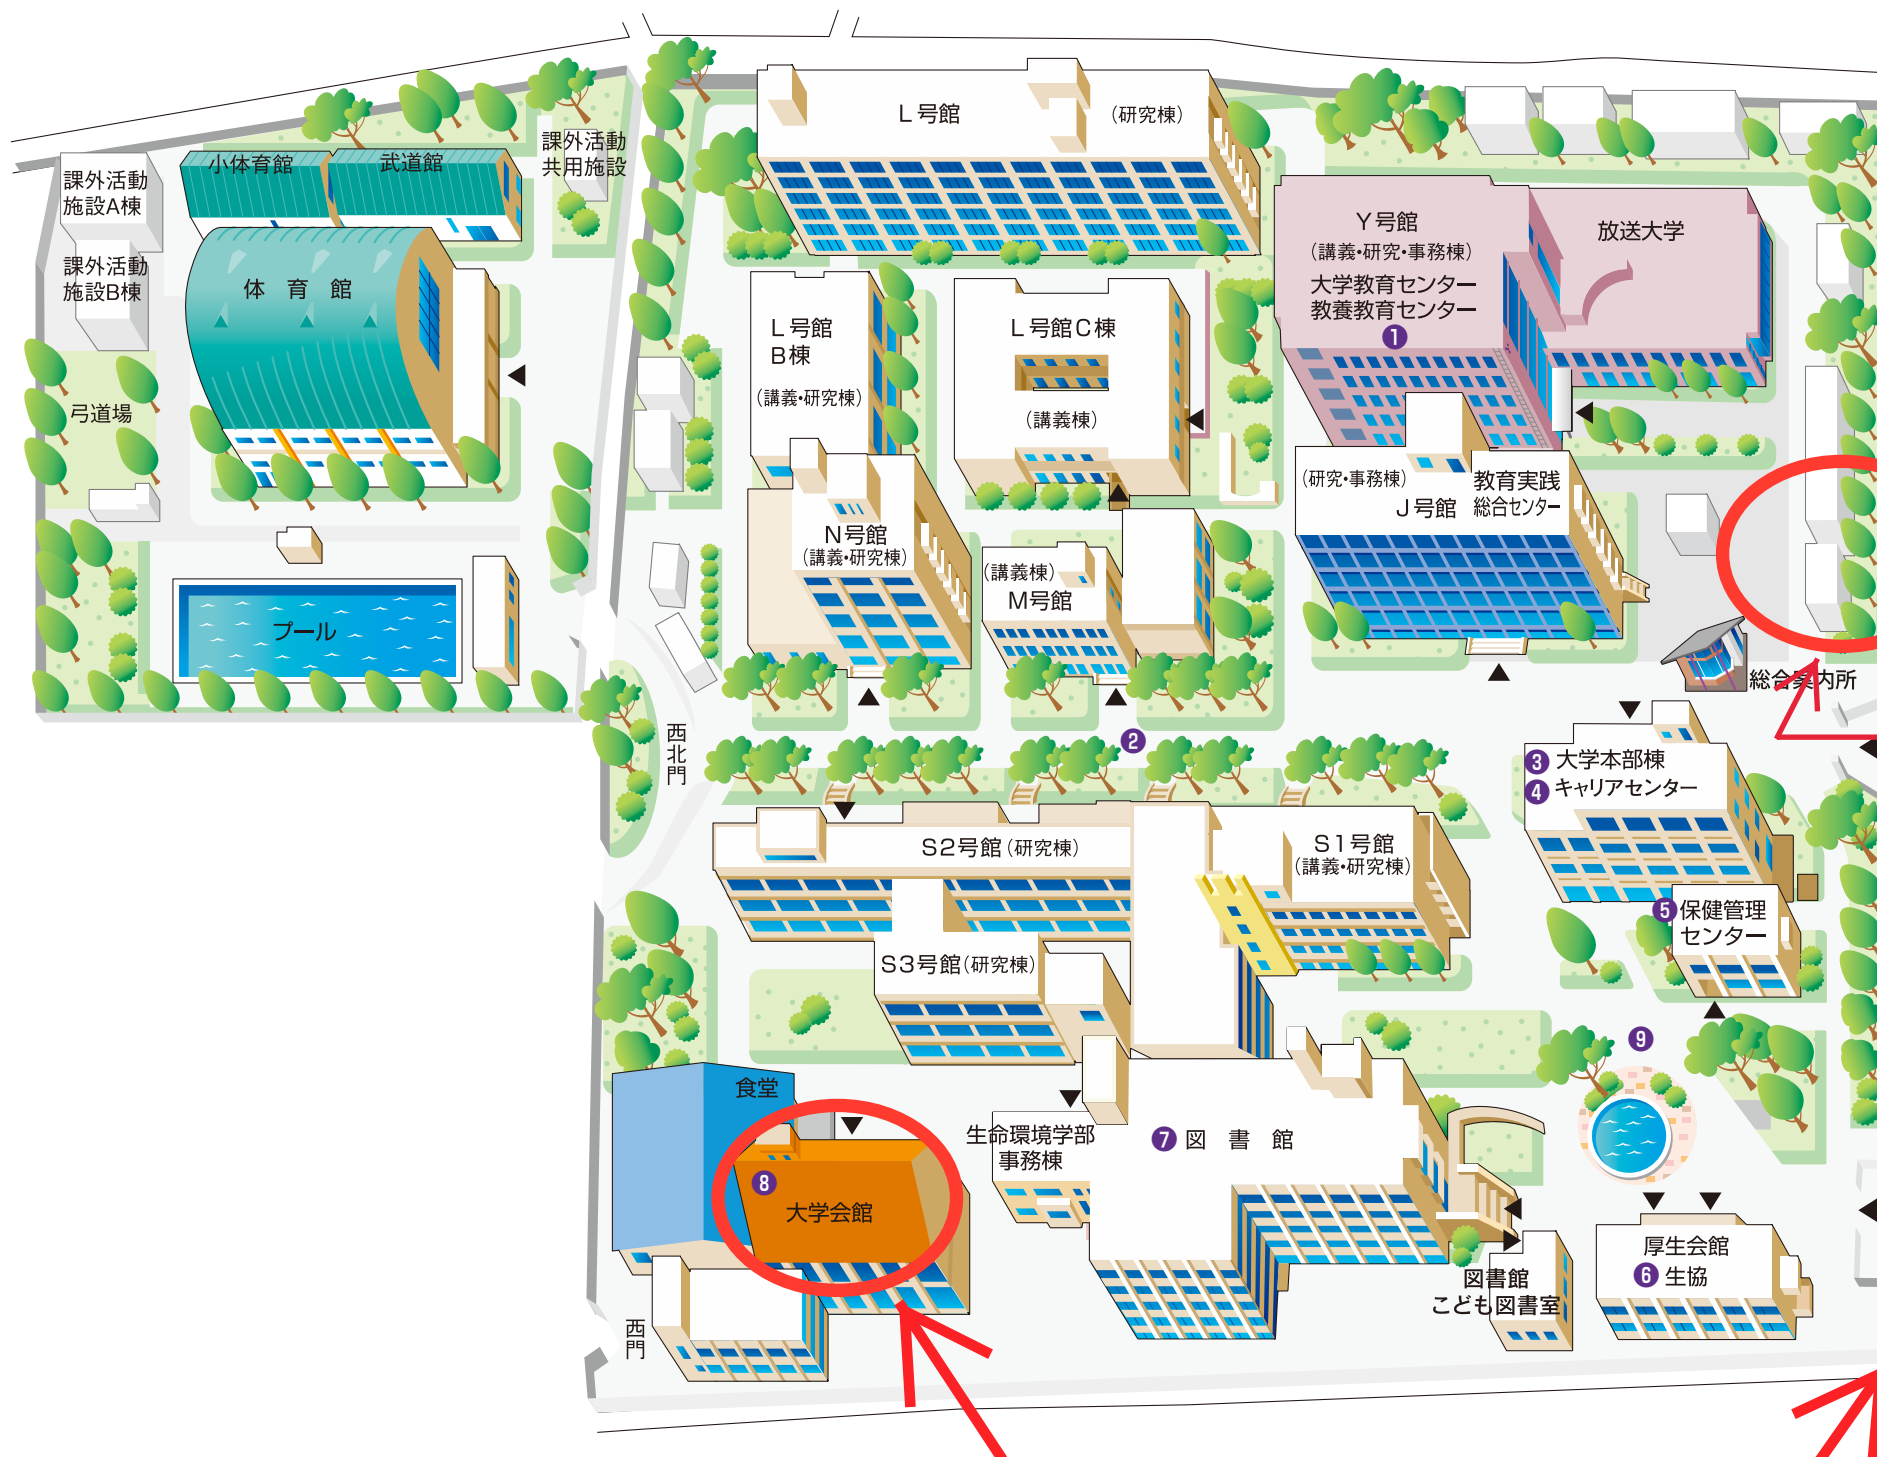 L号館
(研究棟)
課外活動
共用施設
小体育館
武道館
課外活動
施設A棟
Y号館
(講義・研究・事務棟)
大学教育センター
教養教育センター
1
放送大学
課外活動
施設B棟
体育館
L号館
B棟
(講義・研究棟)
L号館C棟
(講義棟)
弓道場
(研究・事務棟)
J号館
教育実践
総合センター
N号館
(講義・研究棟)
(講義棟)
M号館
プール
総合案内所
西北門
2
3 大学本部棟
4 キャリアセンター
S2号館(研究棟)
S1号館
(講義・研究棟)
5 保健管理
センター
S3号館(研究棟)
9
食堂
生命環境学部
事務棟
7 図書館
8
大学会館
厚生会館
6 生協
図書館
こども図書室
西門